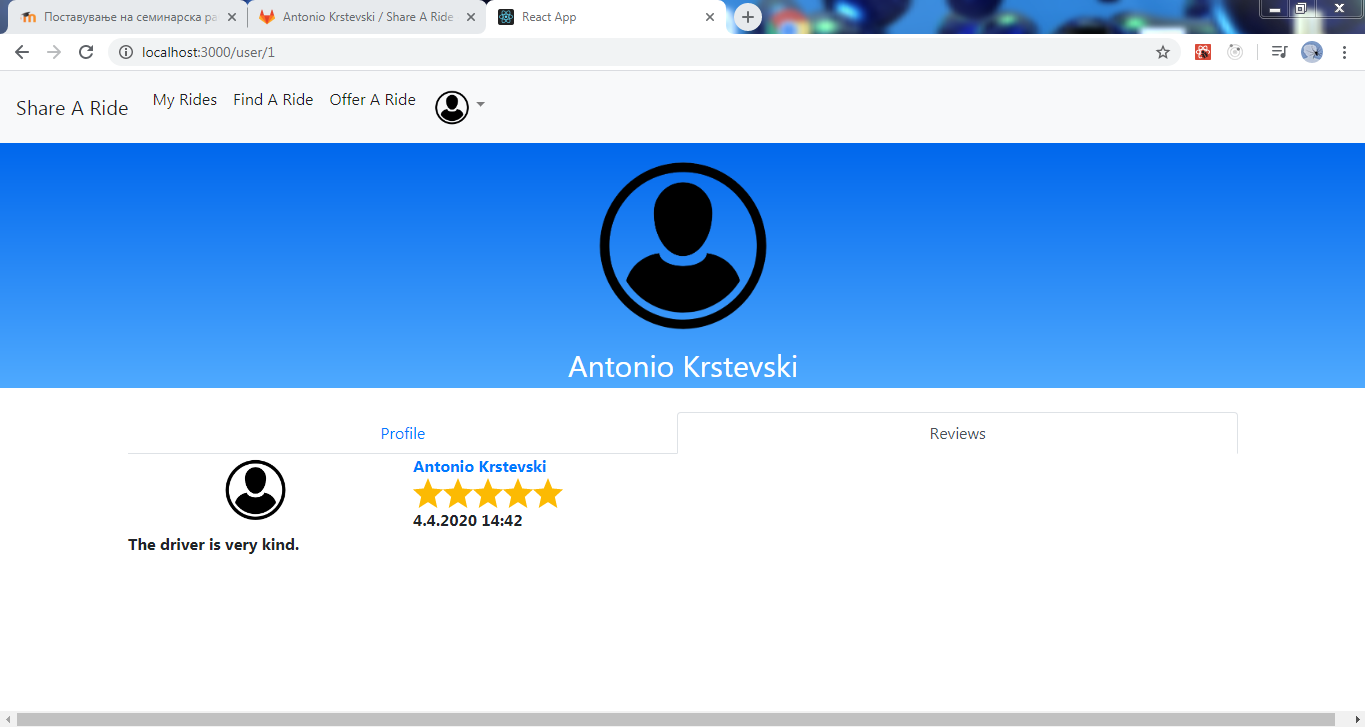 Поставување на семинарска ра
Antonio Krstevski / Share A Ride
React App
localhost:3000/user/1
Share A Ride
My Rides
Find A Ride
Offer A Ride
Antonio Krstevski
Profile
Reviews
Antonio Krstevski
4.4.2020 14:42
The driver is very kind.